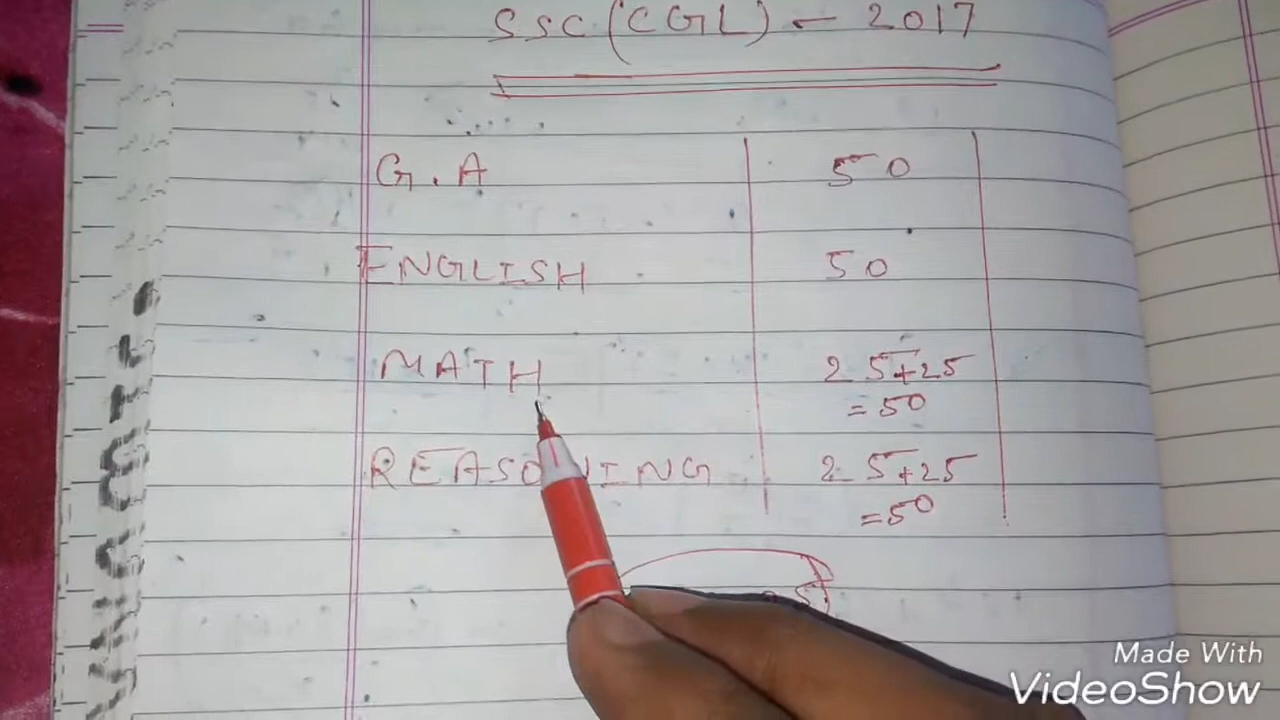 SSC (CGL) - 2017
G.A 50
ENGLISH 50
MATH 25+25
=50
REASONING 25+25
=50
Made With
VideoShow